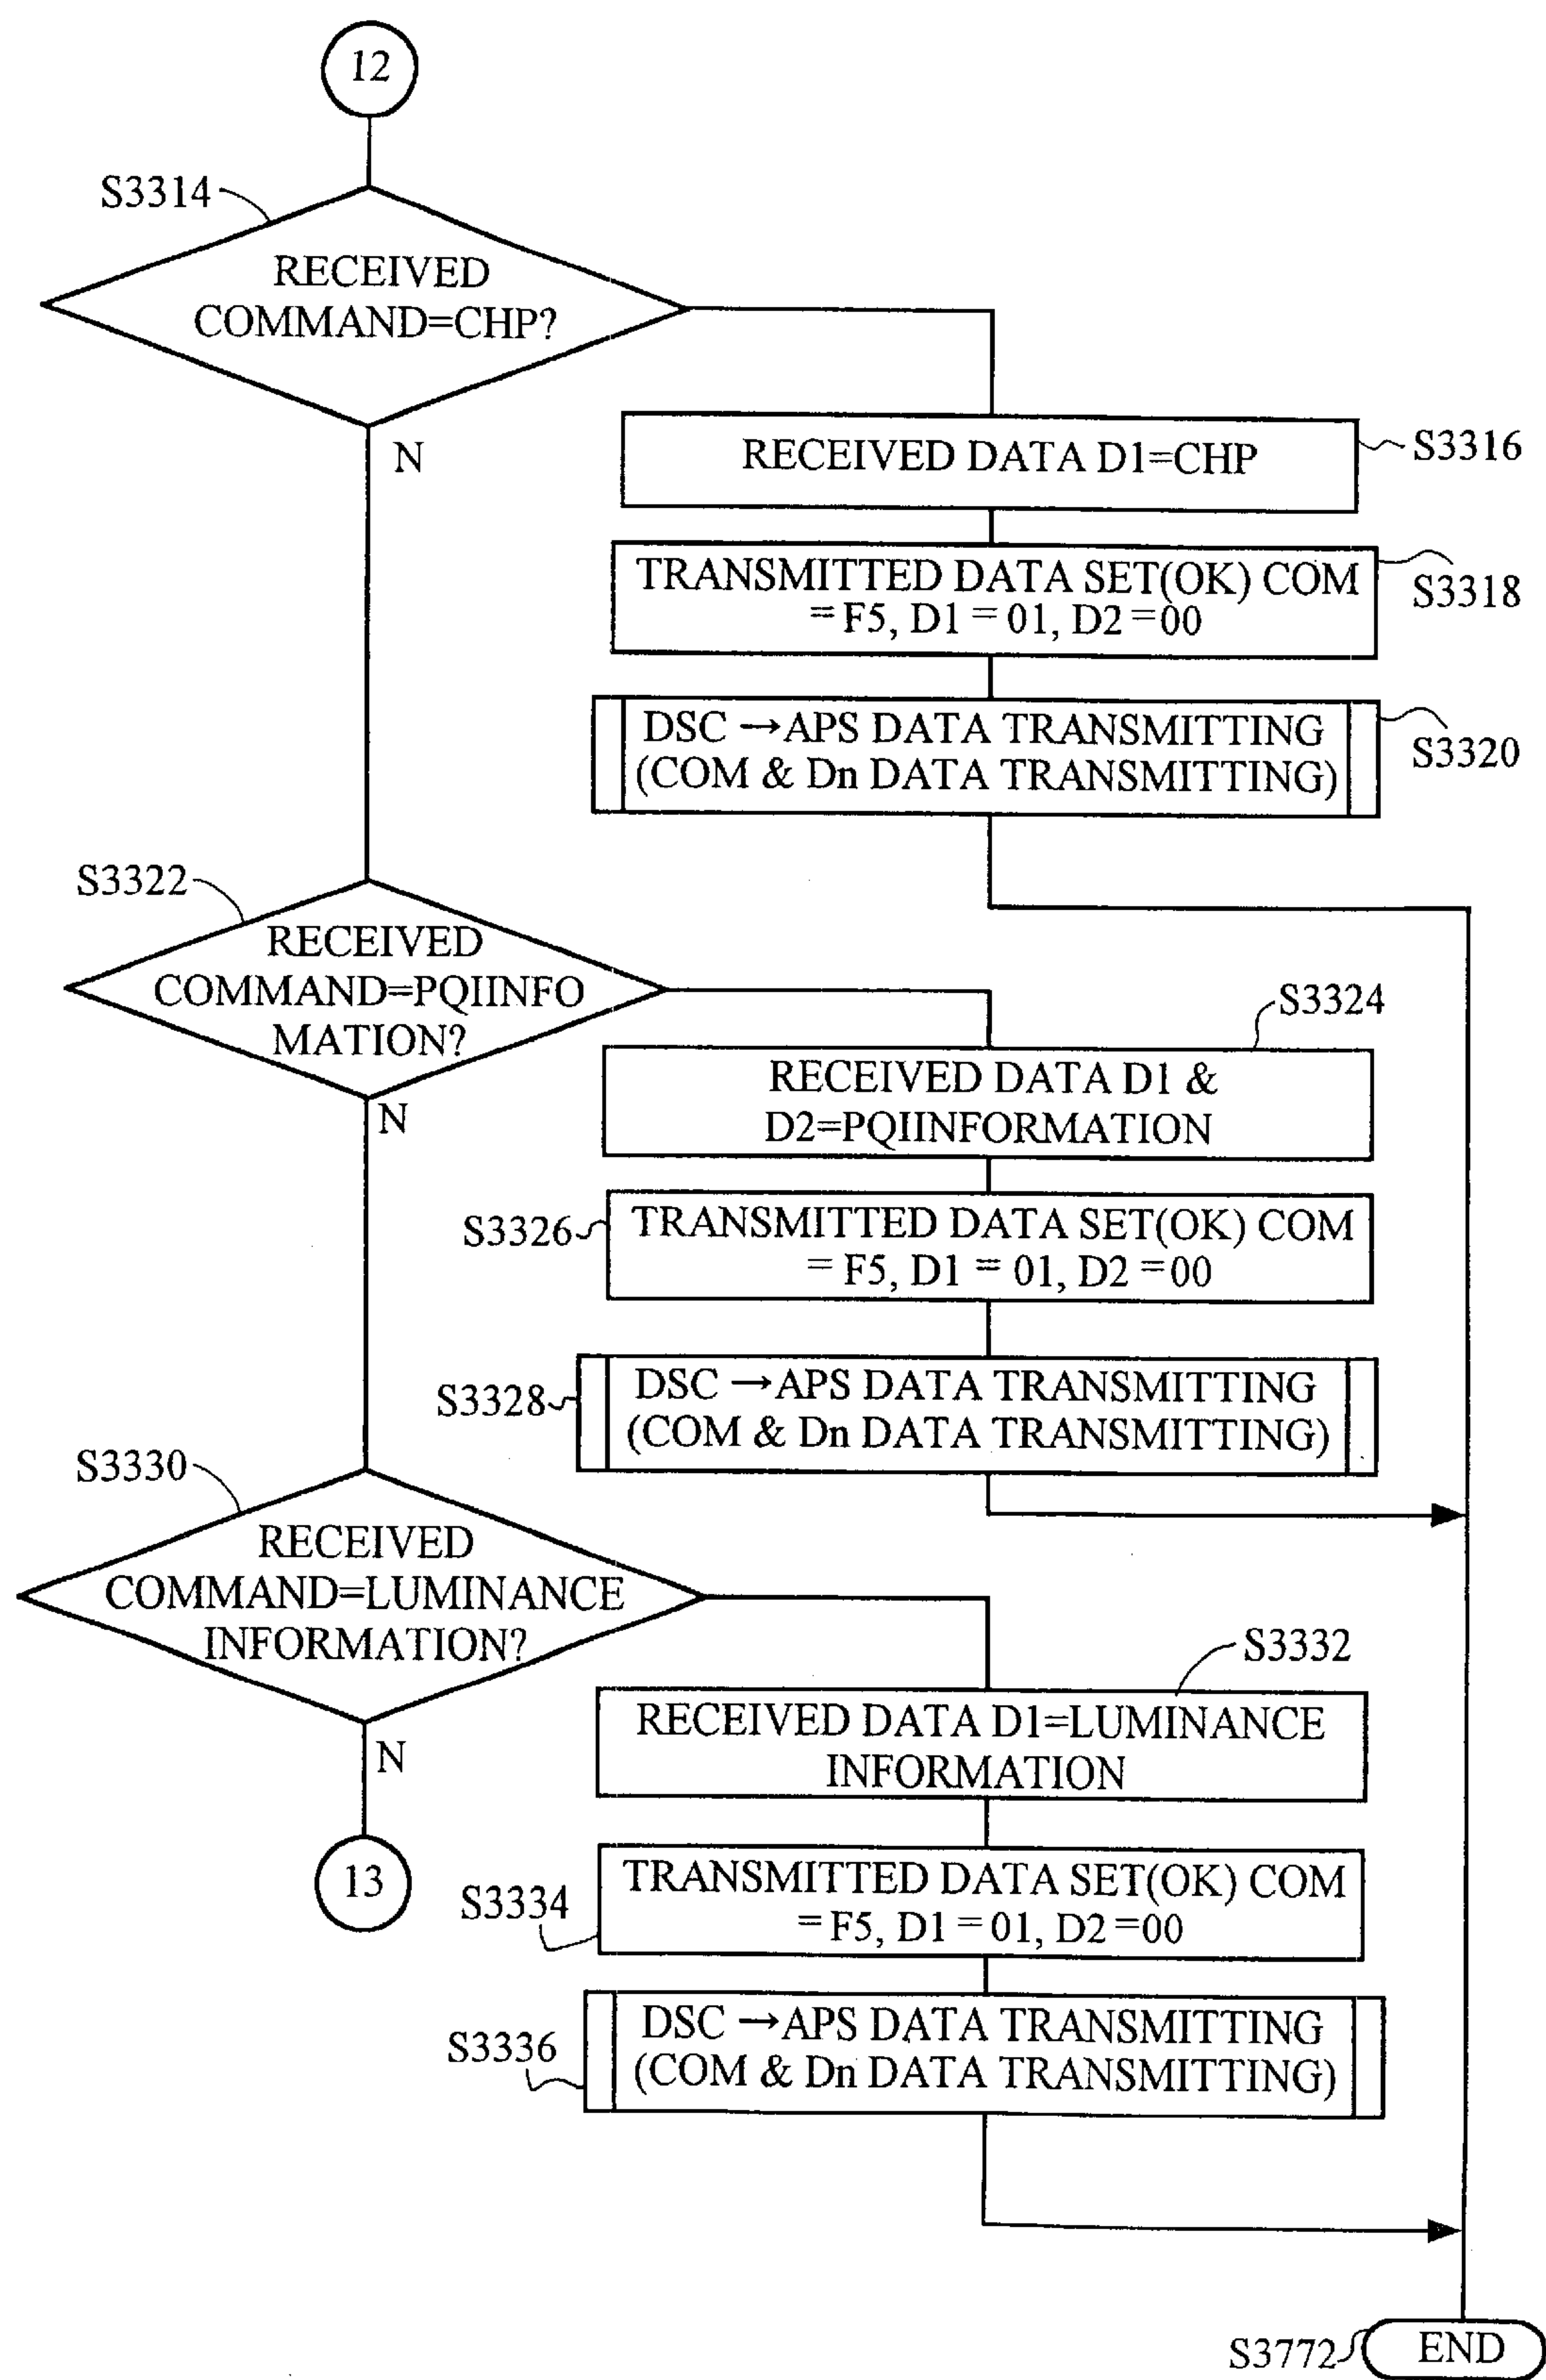 12
S3314
RECEIVED
COMMAND=CHP?
N
RECEIVED DATA D1=CHP
S3316
TRANSMITTED DATA SET(OK) COM
=F5, D1=01, D2=00
S3318
DSC→APS DATA TRANSMITTING
(COM & Dn DATA TRANSMITTING)
S3320
S3322
RECEIVED
COMMAND=PQIINFO
MATION?
N
S3324
RECEIVED DATA D1 &
D2=PQIINFORMATION
S3326
TRANSMITTED DATA SET(OK) COM
=F5, D1=01, D2=00
S3328
DSC→APS DATA TRANSMITTING
(COM & Dn DATA TRANSMITTING)
S3330
RECEIVED
COMMAND=LUMINANCE
INFORMATION?
N
13
S3332
RECEIVED DATA D1=LUMINANCE
INFORMATION
S3334
TRANSMITTED DATA SET(OK) COM
=F5, D1=01, D2=00
S3336
DSC→APS DATA TRANSMITTING
(COM & Dn DATA TRANSMITTING)
S3772
END